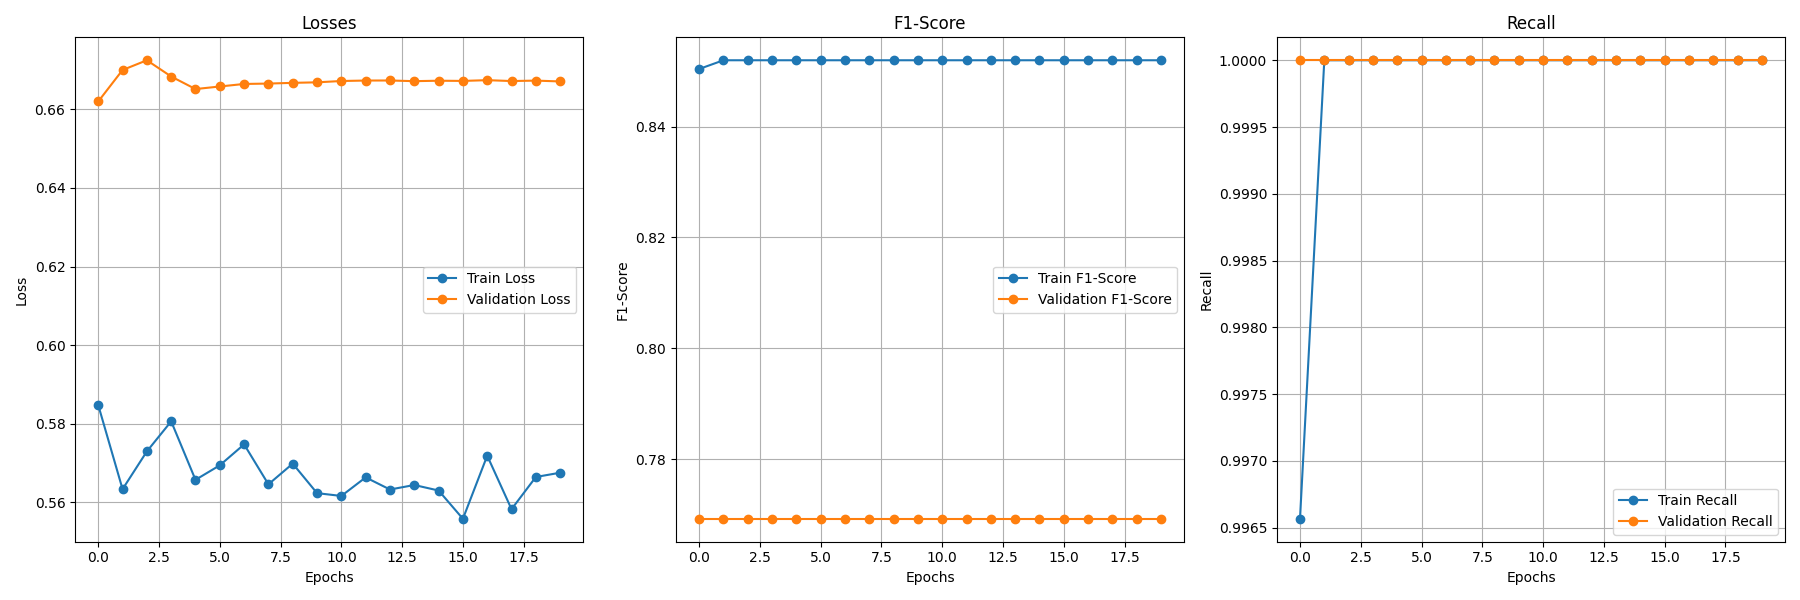 Losses
0.66
0.64
0.62
0.60
0.58
0.56
Loss
Train Loss
Validation Loss
0.0 2.5 5.0 7.5 10.0 12.5 15.0 17.5
Epochs
F1-Score
0.84
0.82
0.80
0.78
F1-Score
Train F1-Score
Validation F1-Score
0.0 2.5 5.0 7.5 10.0 12.5 15.0 17.5
Epochs
Recall
1.0000
0.9995
0.9990
0.9985
0.9980
0.9975
0.9970
0.9965
Recall
Train Recall
Validation Recall
0.0 2.5 5.0 7.5 10.0 12.5 15.0 17.5
Epochs